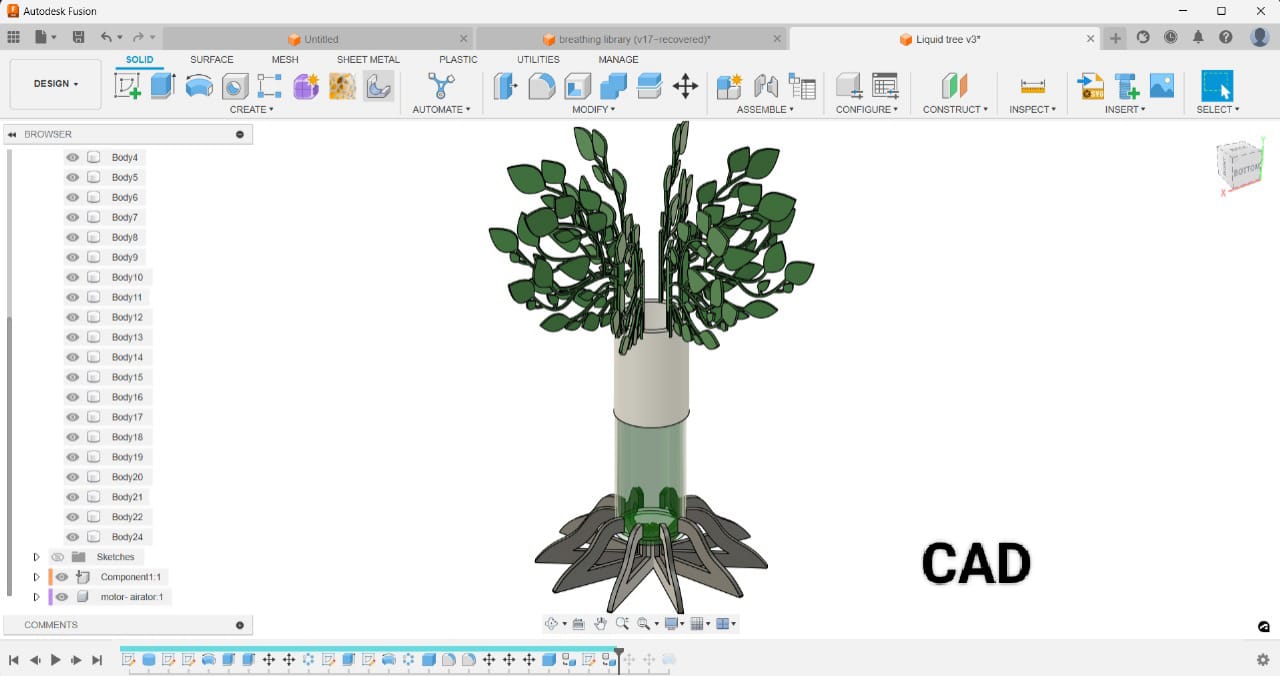 Autodesk Fusion
Untitled
breathing library (v17~recovered)*
Liquid tree v3*
SOLID SURFACE MESH SHEET METAL PLASTIC UTILITIES MANAGE
DESIGN
CREATE AUTOMATE MODIFY ASSEMBLE CONFIGURE CONSTRUCT INSPECT INSERT SELECT
BROWSER
Body4
Body5
Body6
Body7
Body8
Body9
Body10
Body11
Body12
Body13
Body14
Body15
Body16
Body17
Body18
Body19
Body20
Body21
Body22
Body24
Sketches
Component1:1
motor- airator:1
BOTTOM
X
Y
CAD
COMMENTS